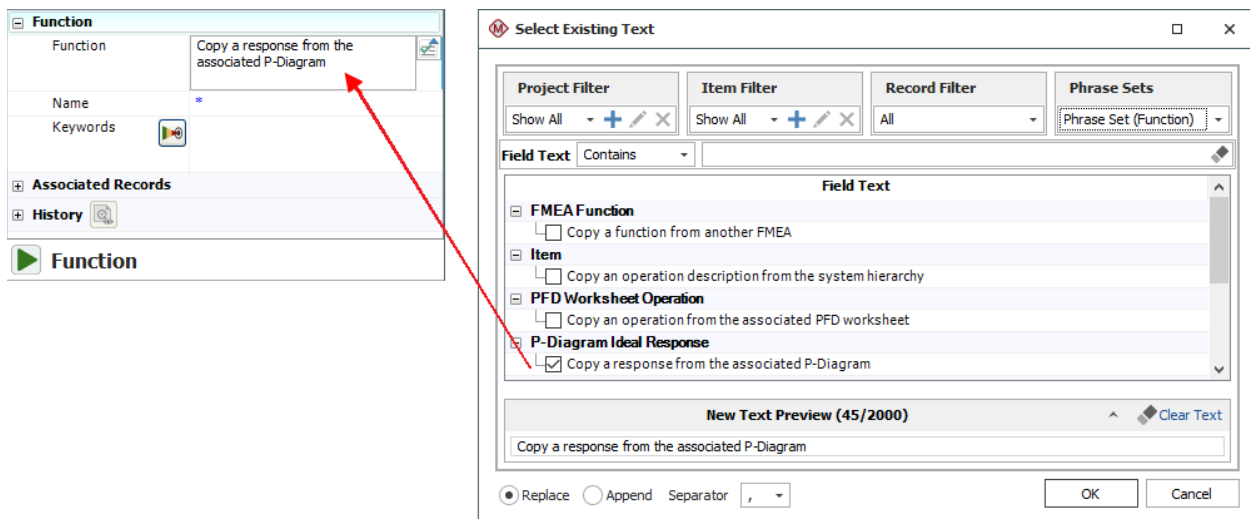 Function
Function
Copy a response from the
associated P-Diagram
Name
*
Keywords
Associated Records
History
Function
Select Existing Text
Project Filter
Item Filter
Record Filter
Phrase Sets
Show All
Show All
All
Phrase Set (Function)
Field Text
Contains
Field Text
FMEA Function
Copy a function from another FMEA
Item
Copy an operation description from the system hierarchy
PFD Worksheet Operation
Copy an operation from the associated PFD worksheet
P-Diagram Ideal Response
Copy a response from the associated P-Diagram
New Text Preview (45/2000)
Clear Text
Copy a response from the associated P-Diagram
Replace
Append
Separator
,
OK
Cancel